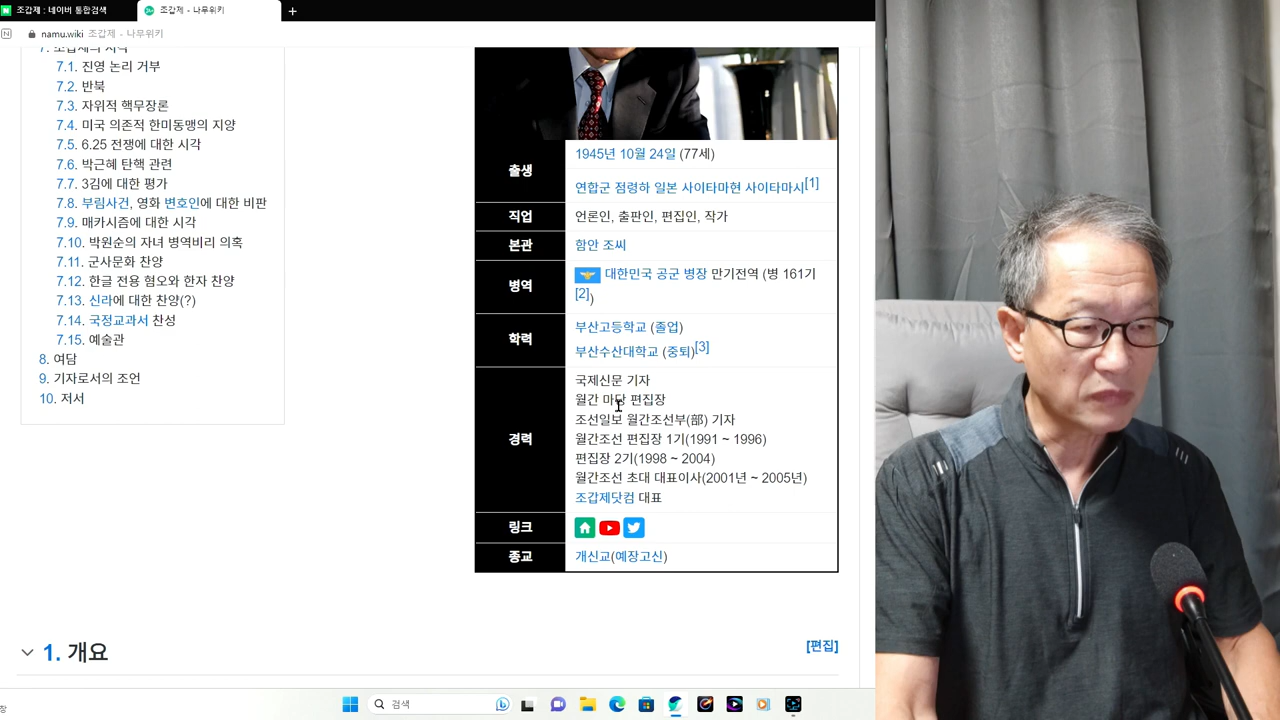 조갑제 : 네이버 통합검색
조갑제 - 나무위키
namu.wiki 조갑제 - 나무위키
7. 조갑제의 시각
7.1. 진영 논리 거부
7.2. 반북
7.3. 자위적 핵무장론
7.4. 미국 의존적 한미동맹의 지양
7.5. 6.25 전쟁에 대한 시각
7.6. 박근혜 탄핵 관련
7.7. 3김에 대한 평가
7.8. 부림사건, 영화 변호인에 대한 비판
7.9. 매카시즘에 대한 시각
7.10. 박원순의 자녀 병역비리 의혹
7.11. 군사문화 찬양
7.12. 한글 전용 혐오와 한자 찬양
7.13. 신라에 대한 찬양(?)
7.14. 국정교과서 찬성
7.15. 예술관
8. 여담
9. 기자로서의 조언
10. 저서
출생
1945년 10월 24일 (77세)
연합군 점령하 일본 사이타마현 사이타마시[1]
직업
언론인, 출판인, 편집인, 작가
본관
함안 조씨
병역
대한민국 공군 병장 만기전역 (병 161기
[2])
학력
부산고등학교 (졸업)
부산수산대학교 (중퇴)[3]
경력
국제신문 기자
월간 마당 편집장
조선일보 월간조선부(部) 기자
월간조선 편집장 1기(1991 ~ 1996)
편집장 2기(1998 ~ 2004)
월간조선 초대 대표이사(2001년 ~ 2005년)
조갑제닷컴 대표
링크
종교
개신교(예장고신)
1. 개요
[편집]
검색